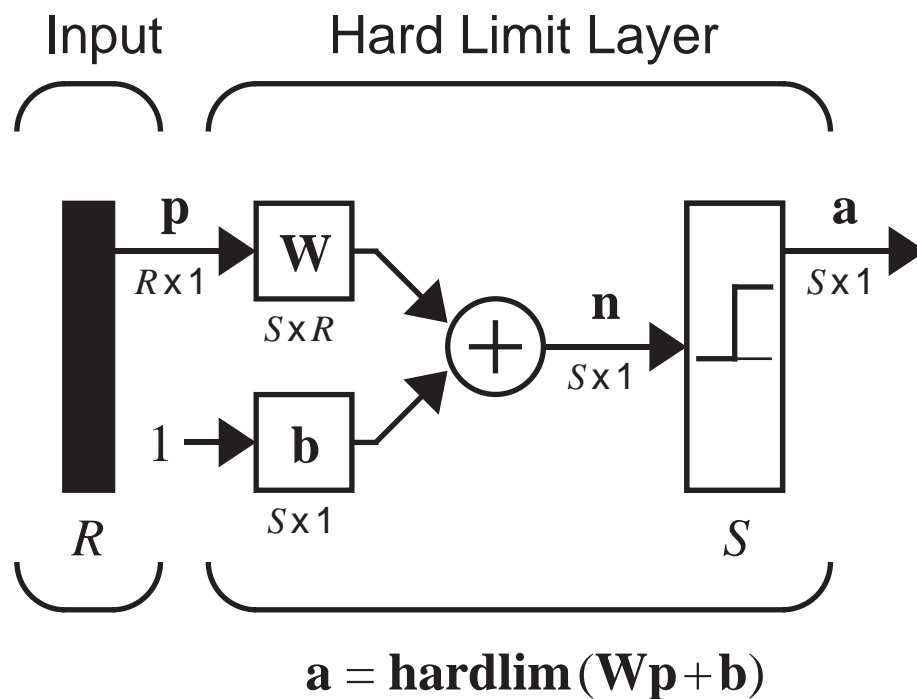 Input Hard Limit Layer
p a
W
R x 1 S x R n S x 1
+
1 b S x 1
S x 1
R S
a = hardlim(Wp + b)